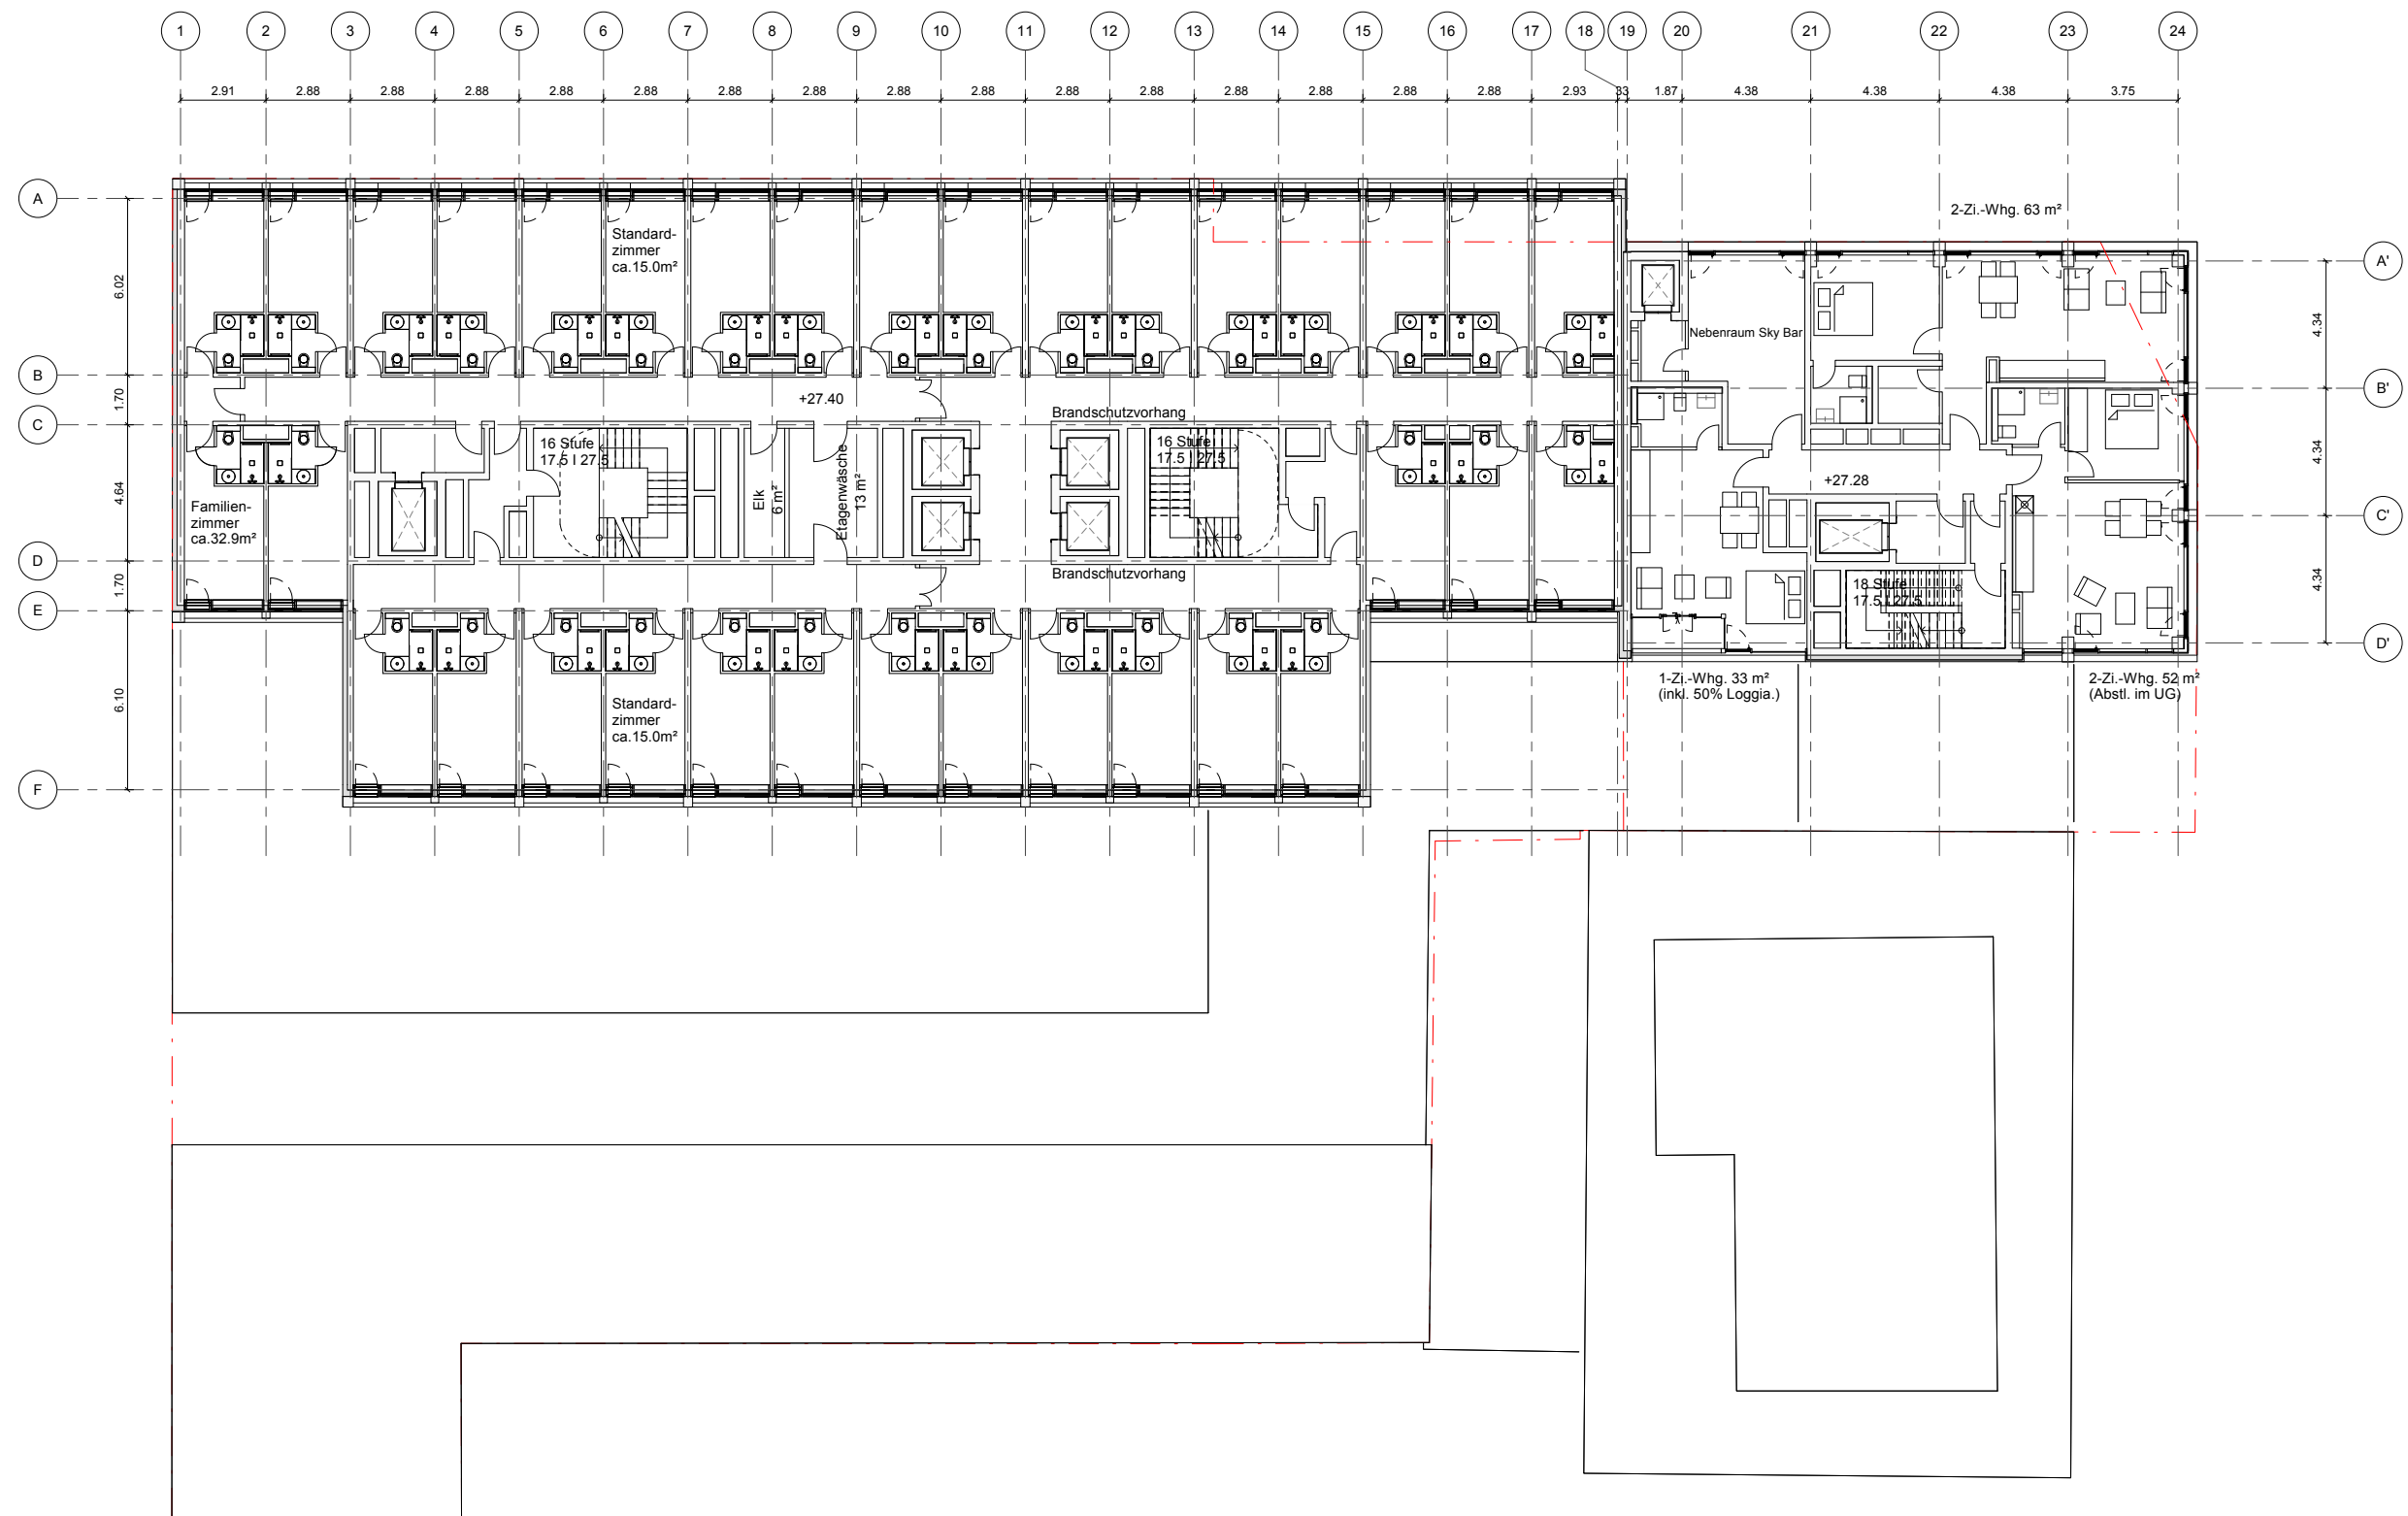 1 2 3 4 5 6 7 8 9 10 11 12 13 14 15 16 17 18 19 20 21 22 23 24
2.91 2.88 2.88 2.88 2.88 2.88 2.88 2.88 2.88 2.88 2.88 2.88 2.88 2.88 2.88 2.88 2.93 33 1.87 4.38 4.38 4.38 3.75
A
B
C
D
E
F
6.02
1.70
4.64
1.70
6.10
A'
B'
C'
D'
4.34
4.34
4.34
2-Zi.-Whg. 63 m²
Standard-
zimmer
ca.15.0m²
Nebenraum Sky Bar
+27.40
Brandschutzvorhang
16 Stufe
17.5 I 27.5
Elk
6 m²
Etagenwäsche
13 m²
16 Stufe
17.5 I 27.5
+27.28
Familien-
zimmer
ca.32.9m²
Brandschutzvorhang
18 Stufe
17.5 I 27.5
Standard-
zimmer
ca.15.0m²
1-Zi.-Whg. 33 m²
(inkl. 50% Loggia.)
2-Zi.-Whg. 52 m²
(Abstl. im UG)